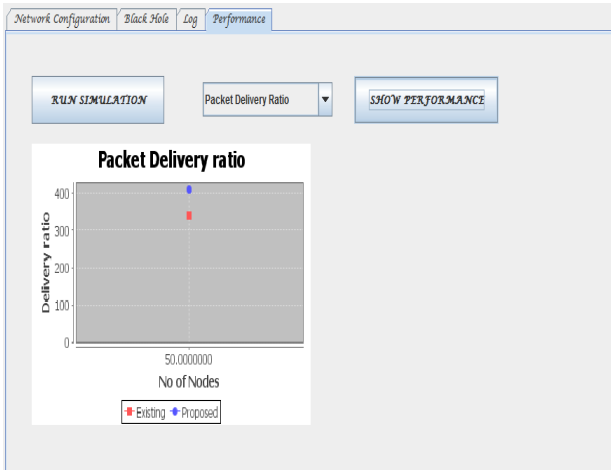 Network Configuration Black Hole Log Performance
RUN SIMULATION Packet Delivery Ratio SHOW PERFORMANCE
Packet Delivery ratio
400
300
200
100
0
Delivery ratio
50.0000000
No of Nodes
Existing Proposed